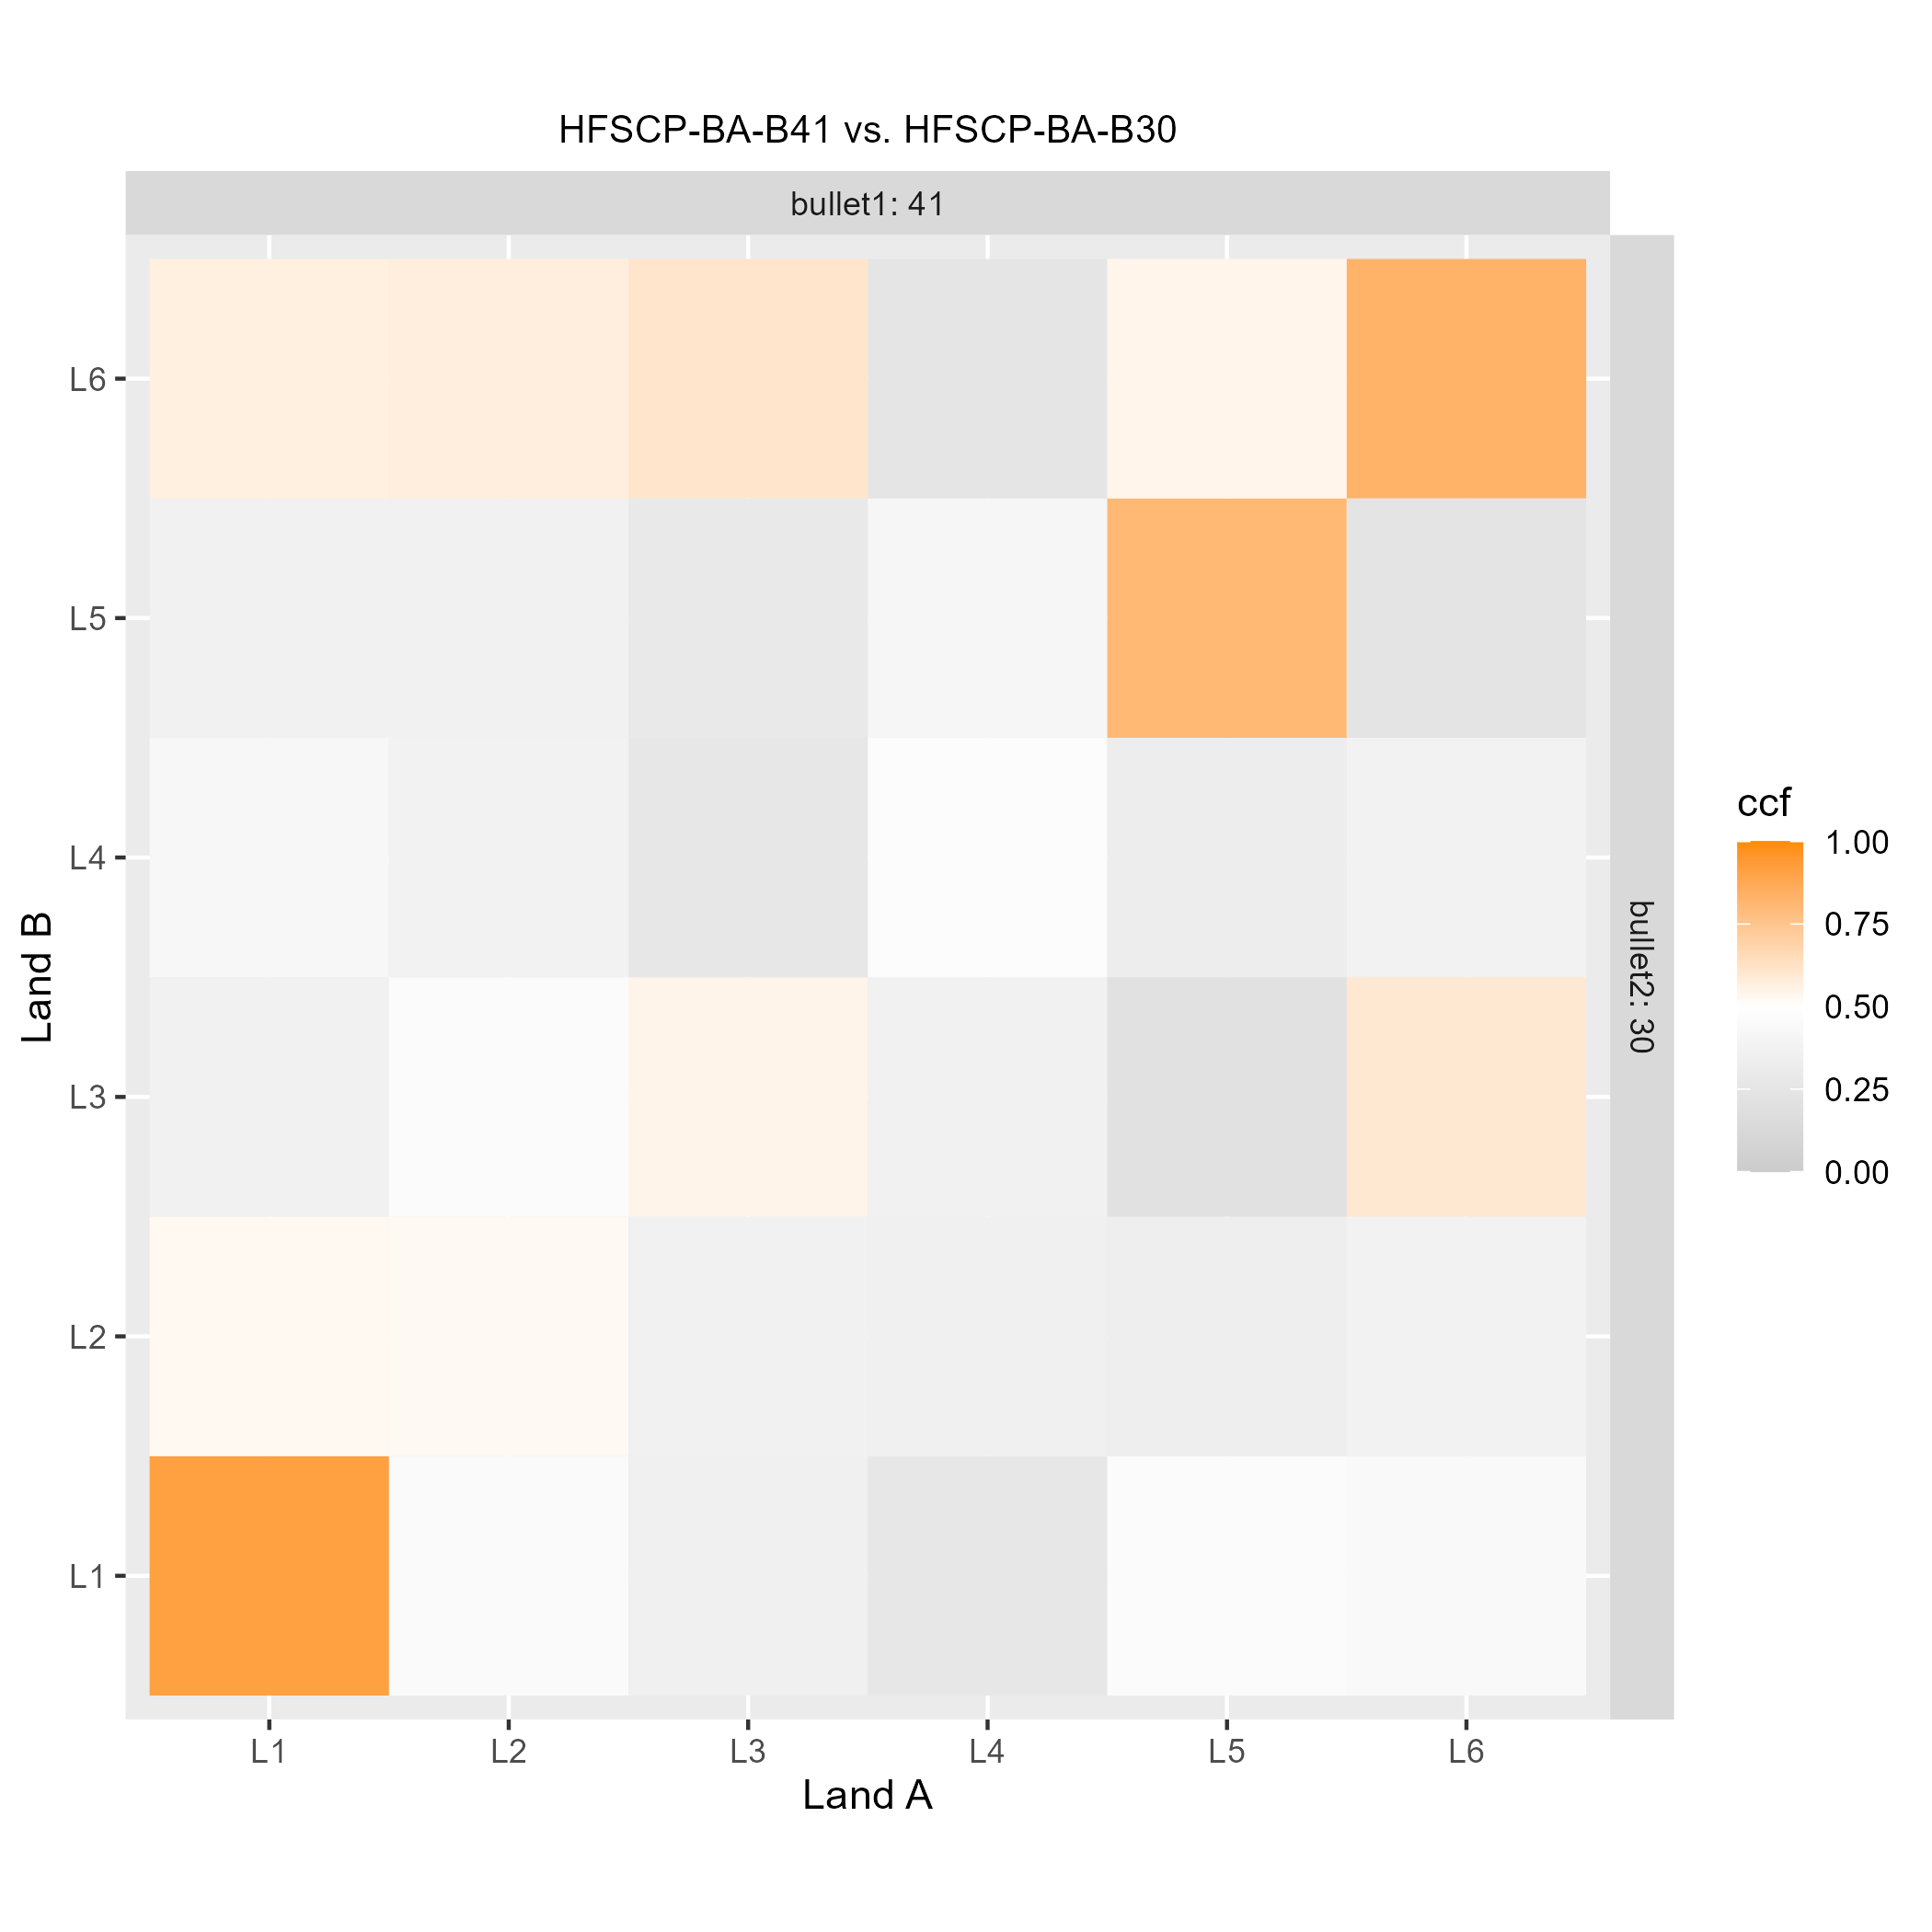 HFSCP-BA-B41 vs. HFSCP-BA-B30
bullet1: 41
L6
L5
L4
L3
L2
L1
Land B
bullet2: 30
L1
L2
L3
L4
L5
L6
Land A
ccf
1.00
0.75
0.50
0.25
0.00